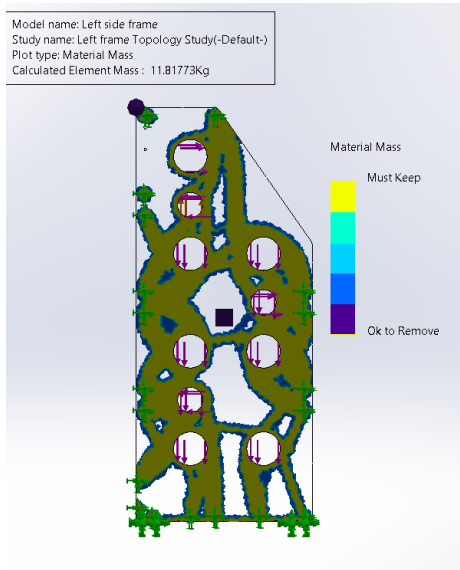 Model name: Left side frame
Study name: Left frame Topology Study(-Default-)
Plot type: Material Mass
Calculated Element Mass : 11.81773Kg
Material Mass
Must Keep
Ok to Remove